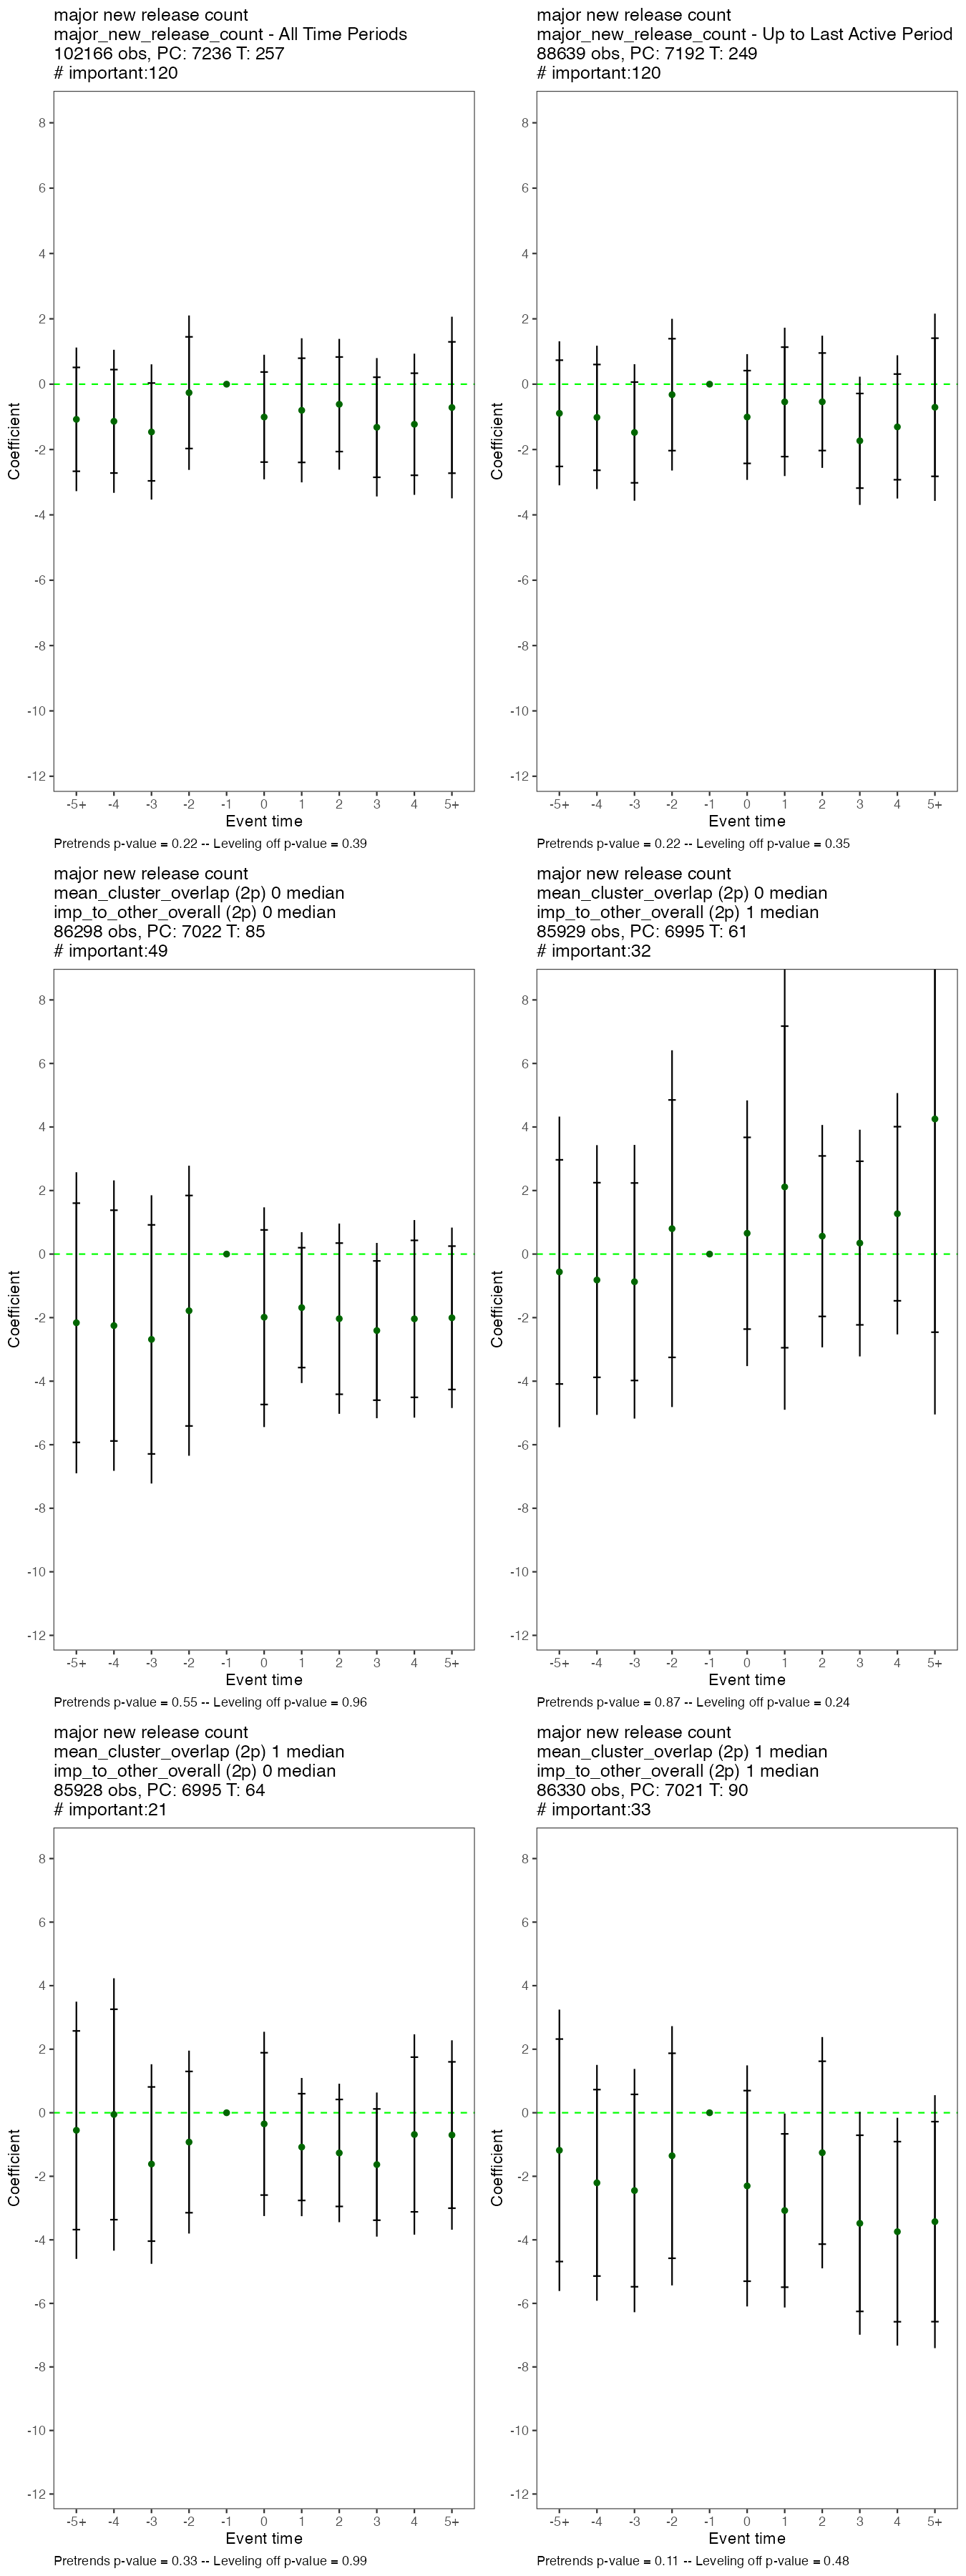 major new release count
major_new_release_count - All Time Periods
102166 obs, PC: 7236 T: 257
# important:120
8
6
4
2
0
-2
-4
-6
-8
-10
-12
Coefficient
-5+ -4 -3 -2 -1 0 1 2 3 4 5+
Event time
Pretrends p-value = 0.22 -- Leveling off p-value = 0.39
major new release count
major_new_release_count - Up to Last Active Period
88639 obs, PC: 7192 T: 249
# important:120
8
6
4
2
0
-2
-4
-6
-8
-10
-12
Coefficient
-5+ -4 -3 -2 -1 0 1 2 3 4 5+
Event time
Pretrends p-value = 0.22 -- Leveling off p-value = 0.35
major new release count
mean_cluster_overlap (2p) 0 median
imp_to_other_overall (2p) 0 median
86298 obs, PC: 7022 T: 85
# important:49
8
6
4
2
0
-2
-4
-6
-8
-10
-12
Coefficient
-5+ -4 -3 -2 -1 0 1 2 3 4 5+
Event time
Pretrends p-value = 0.55 -- Leveling off p-value = 0.96
major new release count
mean_cluster_overlap (2p) 0 median
imp_to_other_overall (2p) 1 median
85929 obs, PC: 6995 T: 61
# important:32
8
6
4
2
0
-2
-4
-6
-8
-10
-12
Coefficient
-5+ -4 -3 -2 -1 0 1 2 3 4 5+
Event time
Pretrends p-value = 0.87 -- Leveling off p-value = 0.24
major new release count
mean_cluster_overlap (2p) 1 median
imp_to_other_overall (2p) 0 median
85928 obs, PC: 6995 T: 64
# important:21
8
6
4
2
0
-2
-4
-6
-8
-10
-12
Coefficient
-5+ -4 -3 -2 -1 0 1 2 3 4 5+
Event time
Pretrends p-value = 0.33 -- Leveling off p-value = 0.99
major new release count
mean_cluster_overlap (2p) 1 median
imp_to_other_overall (2p) 1 median
86330 obs, PC: 7021 T: 90
# important:33
8
6
4
2
0
-2
-4
-6
-8
-10
-12
Coefficient
-5+ -4 -3 -2 -1 0 1 2 3 4 5+
Event time
Pretrends p-value = 0.11 -- Leveling off p-value = 0.48